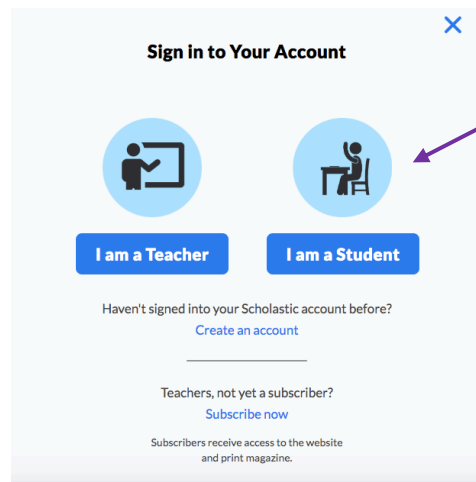 Sign in to Your Account
I am a Teacher
I am a Student
Haven't signed into your Scholastic account before?
Create an account
Teachers, not yet a subscriber?
Subscribe now
Subscribers receive access to the website
and print magazine.